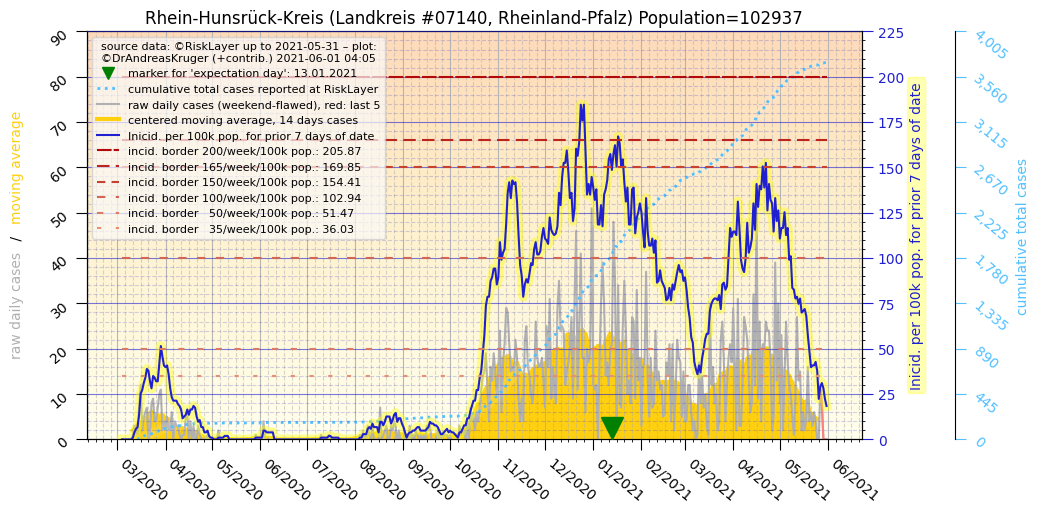 Rhein-Hunsrück-Kreis (Landkreis #07140, Rheinland-Pfalz) Population=102937
source data: ©RiskLayer up to 2021-05-31 – plot:
©DrAndreasKruger (+contrib.) 2021-06-01 04:05
marker for 'expectation day': 13.01.2021
cumulative total cases reported at RiskLayer
raw daily cases (weekend-flawed), red: last 5
centered moving average, 14 days cases
Inicid. per 100k pop. for prior 7 days of date
incid. border 200/week/100k pop.: 205.87
incid. border 165/week/100k pop.: 169.85
incid. border 150/week/100k pop.: 154.41
incid. border 100/week/100k pop.: 102.94
incid. border 50/week/100k pop.: 51.47
incid. border 35/week/100k pop.: 36.03
raw daily cases / moving average
90
80
70
60
50
40
30
20
10
0
03/2020
04/2020
05/2020
06/2020
07/2020
08/2020
09/2020
10/2020
11/2020
12/2020
01/2021
02/2021
03/2021
04/2021
05/2021
06/2021
225
200
175
150
125
100
75
50
25
0
Inicid. per 100k pop. for prior 7 days of date
4,005
3,560
3,115
2,670
2,225
1,780
1,335
890
445
0
cumulative total cases